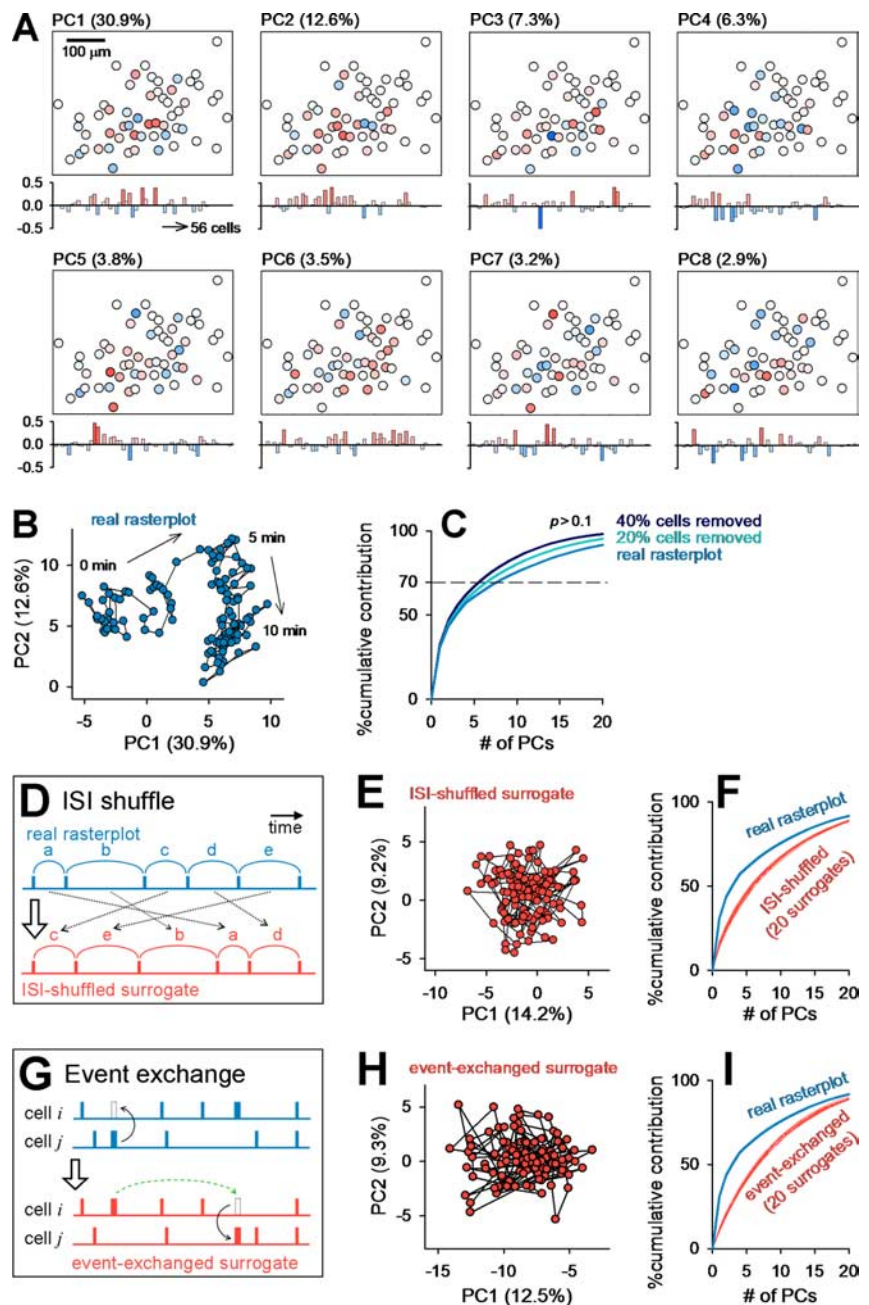 A
PC1 (30.9%)
PC2 (12.6%)
PC3 (7.3%)
PC4 (6.3%)
100 µm
0.5
0.0
-0.5
56 cells
PC5 (3.8%)
PC6 (3.5%)
PC7 (3.2%)
PC8 (2.9%)
0.5
0.0
-0.5
B
real rasterplot
0 min
5 min
10 min
10
5
0
PC2 (12.6%)
-5
0
5
10
PC1 (30.9%)
C
p > 0.1
40% cells removed
20% cells removed
real rasterplot
100
70
50
0
%cumulative contribution
0
5
10
15
20
# of PCs
D ISI shuffle
time
real rasterplot
a b c d e
c e b a d
ISI-shuffled surrogate
E
ISI-shuffled surrogate
5
0
-5
PC2 (9.2%)
-10
-5
0
5
PC1 (14.2%)
F
real rasterplot
ISI-shuffled
(20 surrogates)
100
50
0
%cumulative contribution
0
5
10
15
20
# of PCs
G Event exchange
cell i
cell j
cell i
cell j
event-exchanged surrogate
H
event-exchanged surrogate
5
0
-5
PC2 (9.3%)
-15
-10
-5
PC1 (12.5%)
I
real rasterplot
event-exchanged
(20 surrogates)
100
50
0
%cumulative contribution
0
5
10
15
20
# of PCs